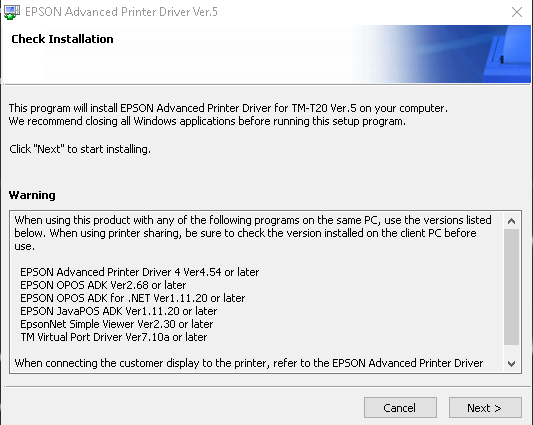 EPSON Advanced Printer Driver Ver.5
Check Installation
This program will install EPSON Advanced Printer Driver for TM-T20 Ver.5 on your computer.
We recommend closing all Windows applications before running this setup program.
Click "Next" to start installing.
Warning
When using this product with any of the following programs on the same PC, use the versions listed
below. When using printer sharing, be sure to check the version installed on the client PC before
use.
EPSON Advanced Printer Driver 4 Ver4.54 or later
EPSON OPOS ADK Ver2.68 or later
EPSON OPOS ADK for .NET Ver1.11.20 or later
EPSON JavaPOS ADK Ver1.11.20 or later
EpsonNet Simple Viewer Ver2.30 or later
TM Virtual Port Driver Ver7.10a or later
When connecting the customer display to the printer, refer to the EPSON Advanced Printer Driver
Cancel
Next >